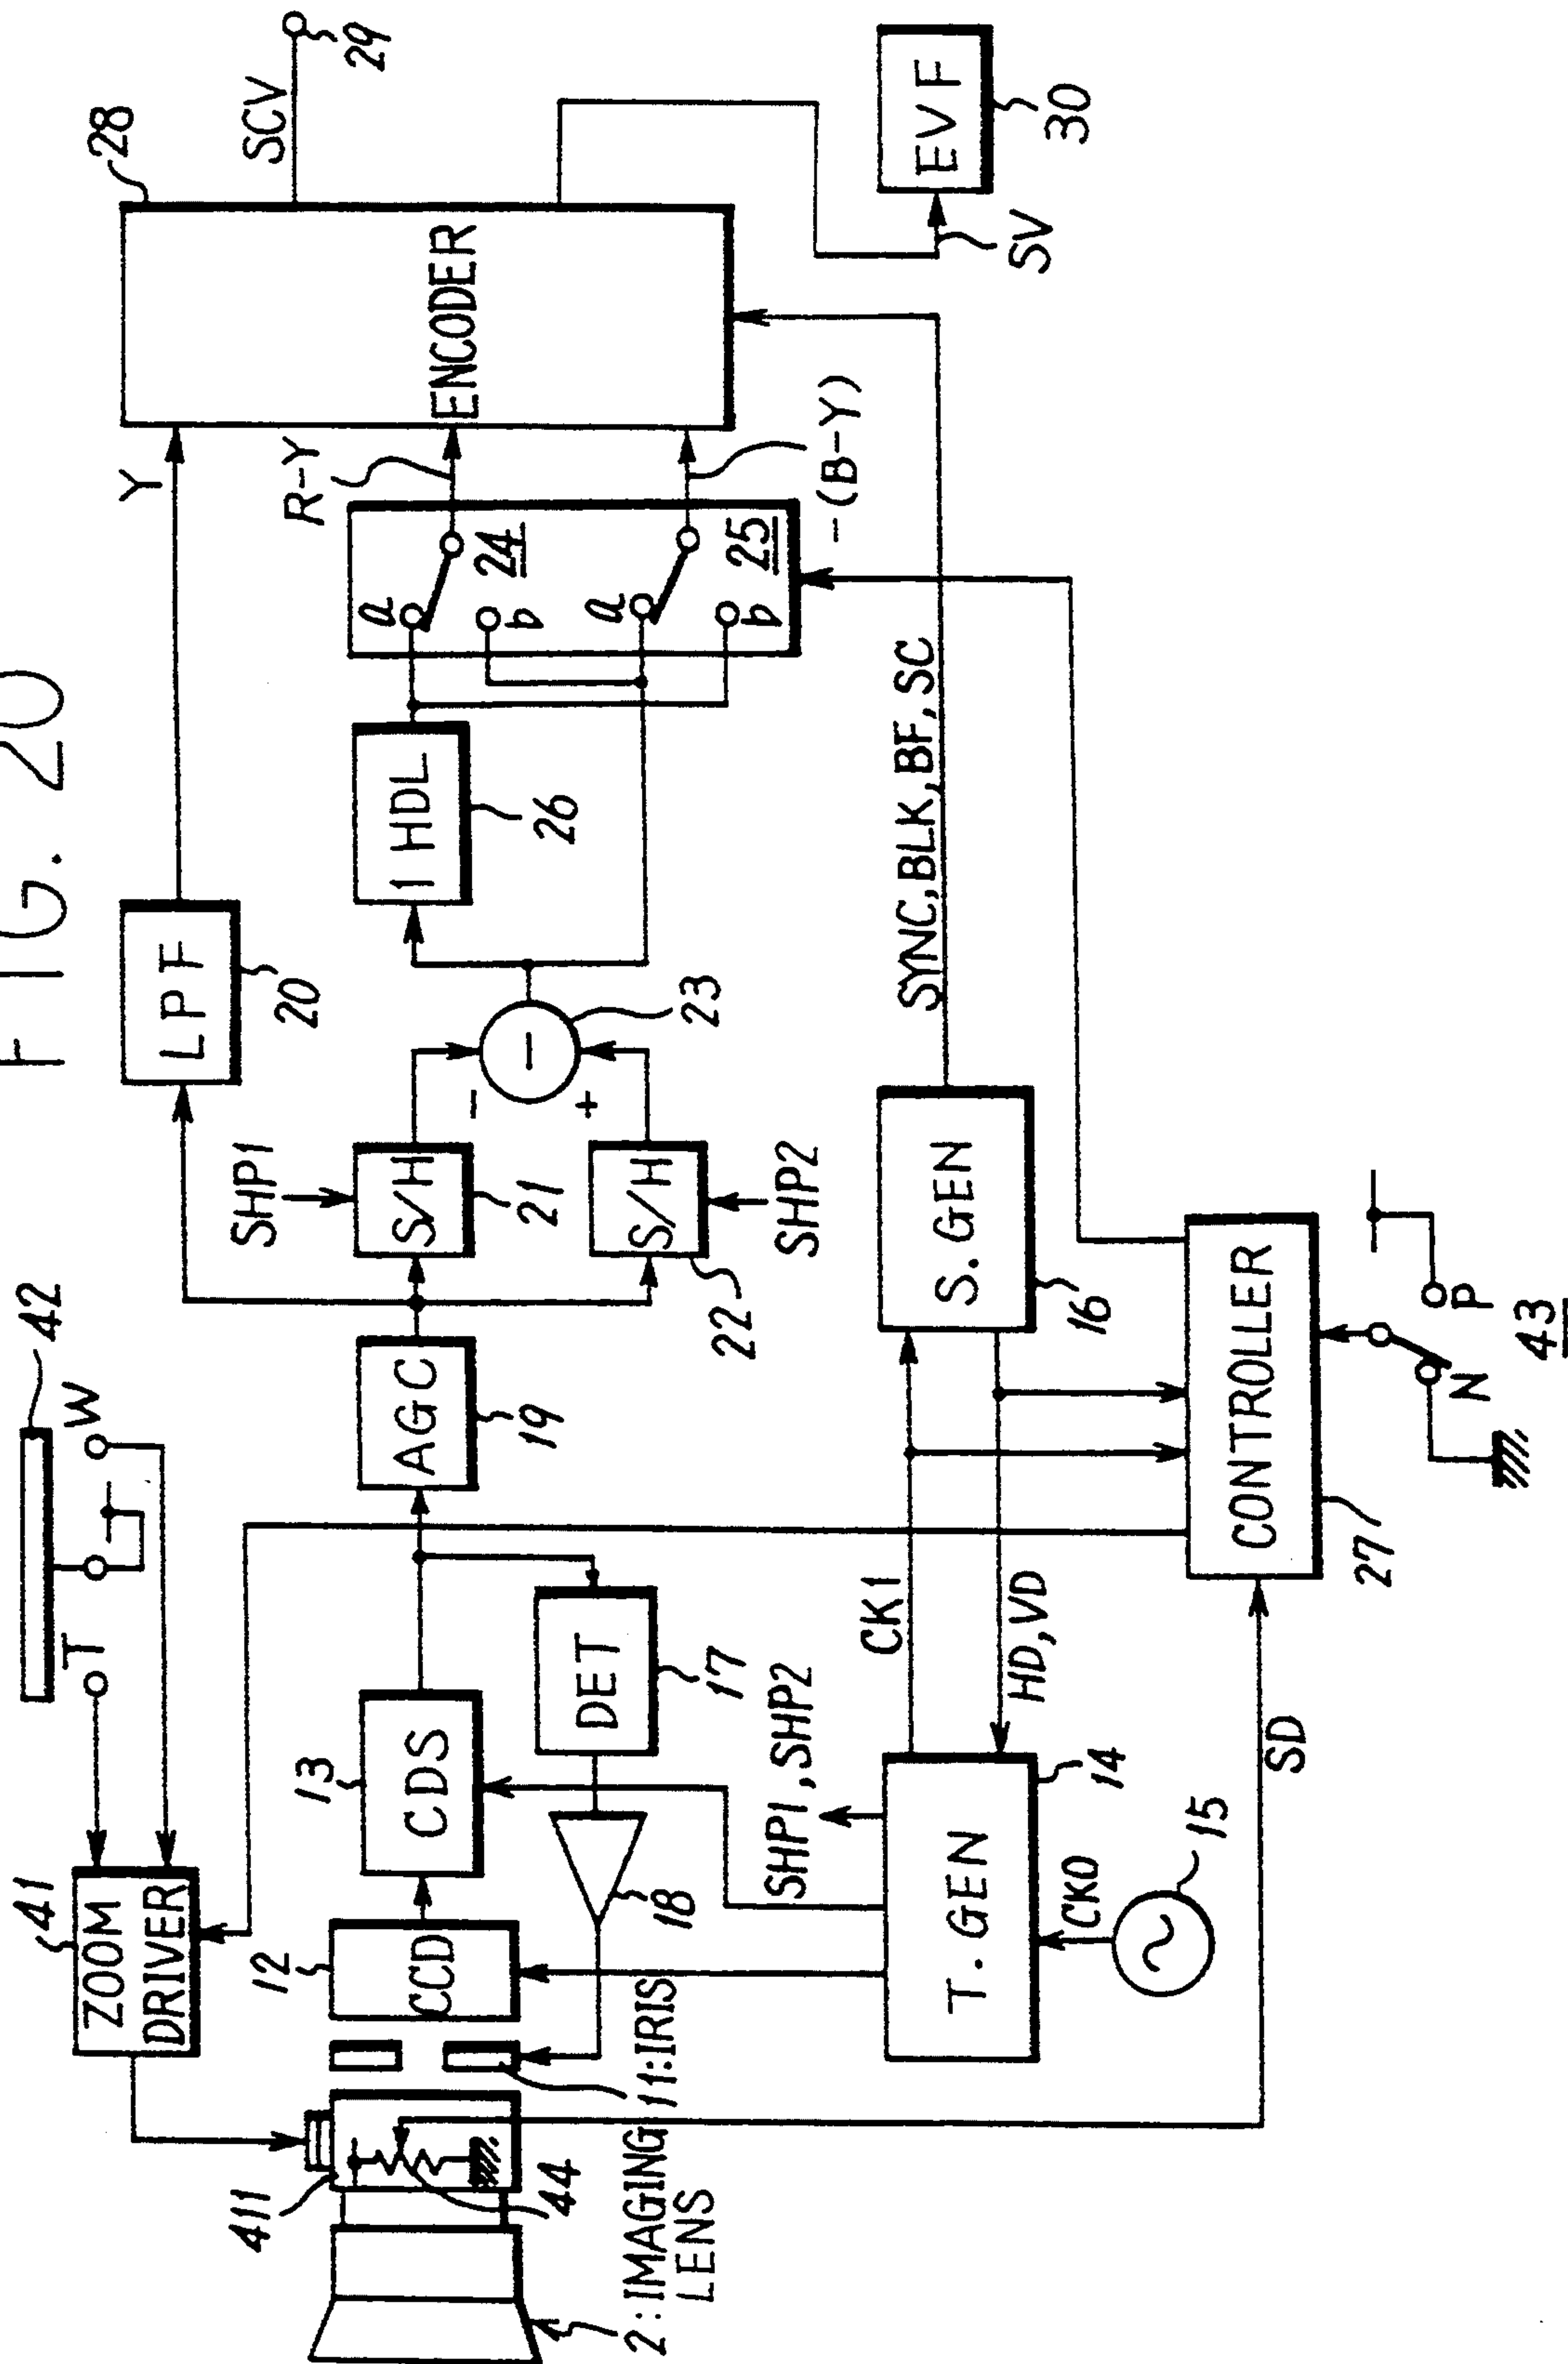 FIG. 20
42
T
W
41
ZOOM
DRIVER
LPF
20
Y
28
SCV
29
411
44
2:IMAGING
LENS
11:IRIS
12
CCD
13
CDS
DET
17
18
AGC
19
SHP1
S/H
21
S/H
22
SHP2
-
+
-
23
1HDL
26
a
b
24
a
b
25
R-Y
-(B-Y)
ENCODER
EVF
30
SV
SHP1,SHP2
T.GEN
14
CK0
15
CK1
HD,VD
S.GEN
16
SYNC,BLK,BF,SC
SD
CONTROLLER
27
N
P
43